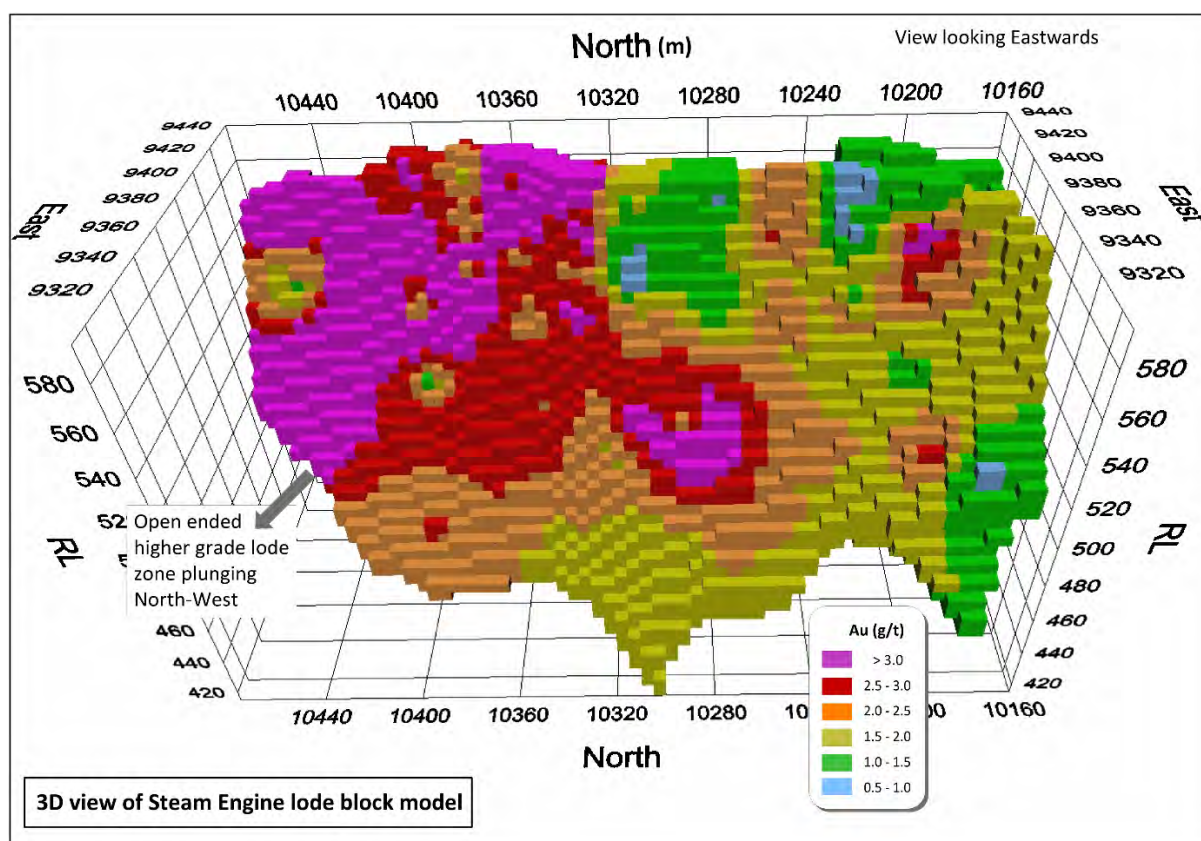 North (m)
View looking Eastwards
10440 10400 10360 10320 10280 10240 10200 10160
9440
9420
9400
9380
9360
9340
9320
East
9440
9420
9400
9380
9360
9340
9320
East
580
560
540
RL
460
440
420
580
560
540
520
500
480
460
440
420
RL
Open ended
higher grade lode
zone plunging
North-West
10440 10400 10360 10320 10280 10160
North
Au (g/t)
> 3.0
2.5 - 3.0
2.0 - 2.5
1.5 - 2.0
1.0 - 1.5
0.5 - 1.0
3D view of Steam Engine lode block model